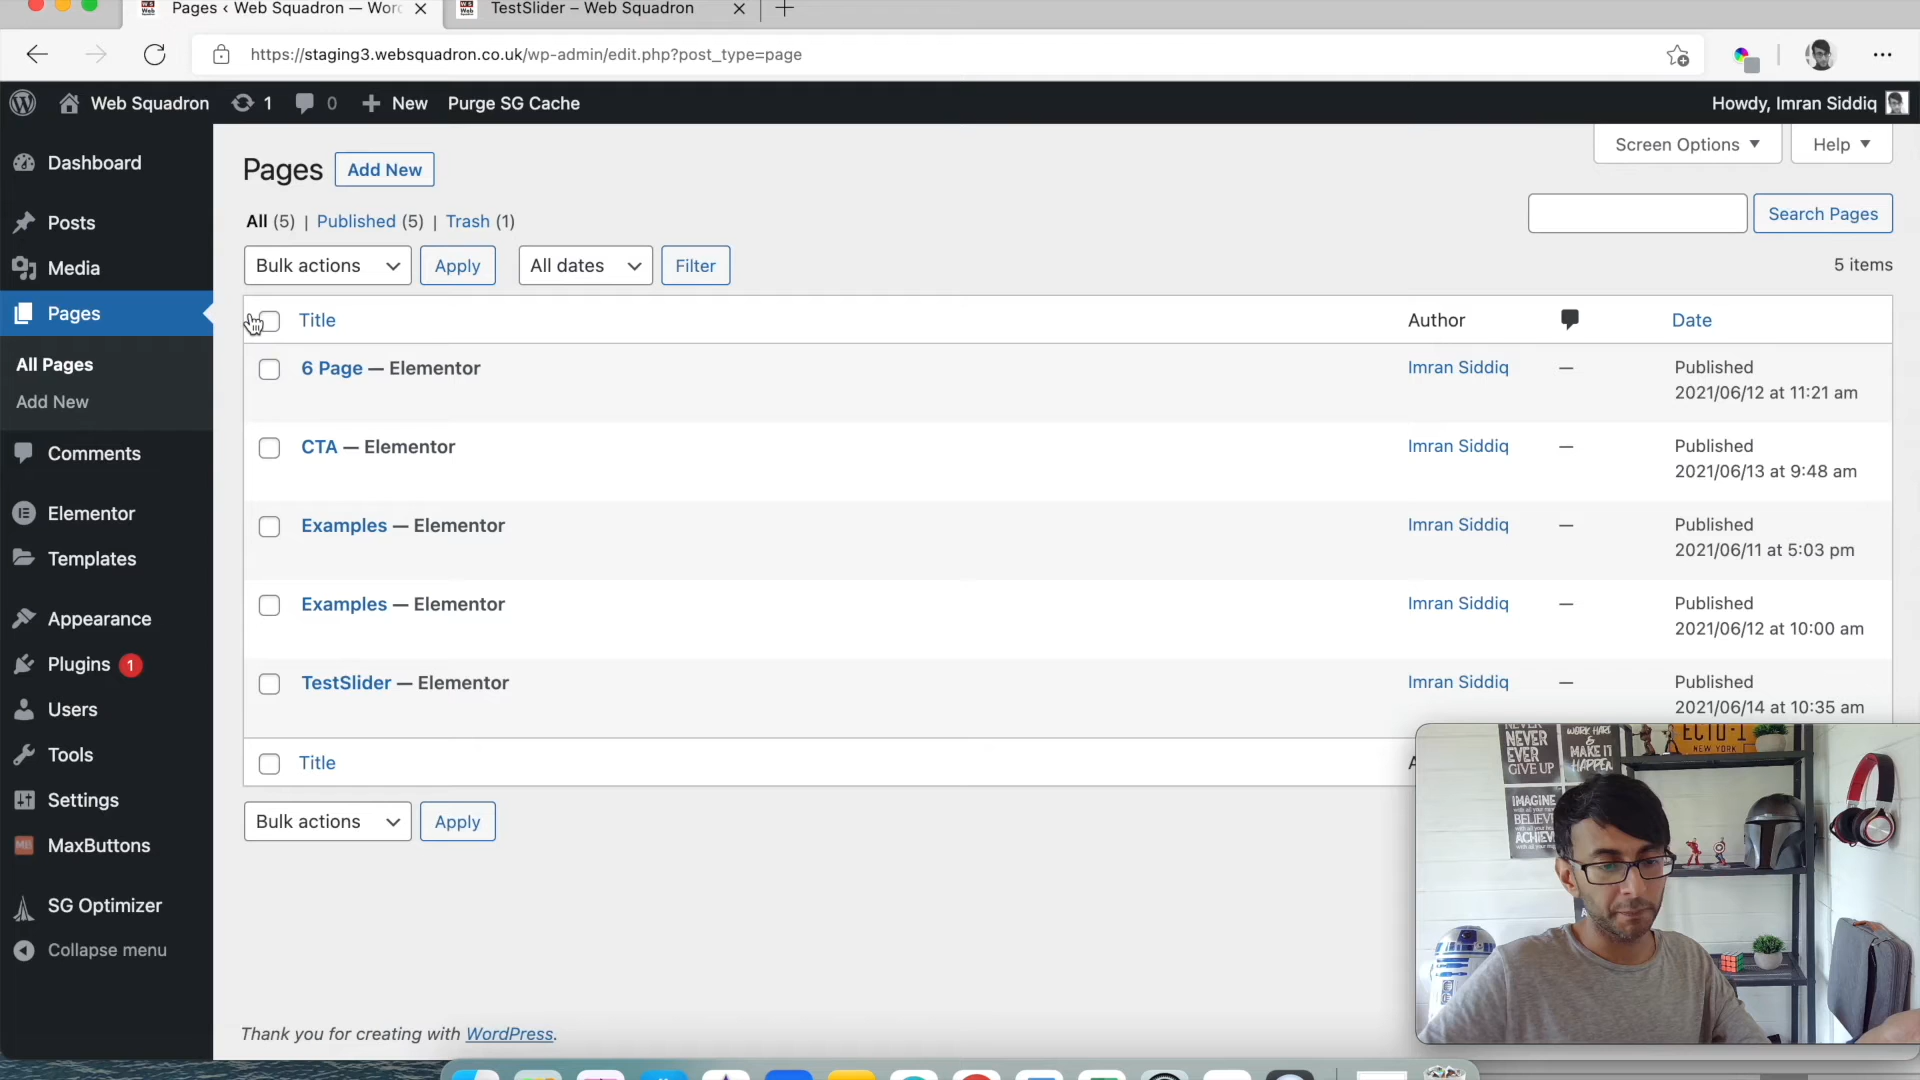 Pages ‹ Web Squadron — Word
TestSlider – Web Squadron
https://staging3.websquadron.co.uk/wp-admin/edit.php?post_type=page
Web Squadron 1 0 New Purge SG Cache
Howdy, Imran Siddiq
Dashboard
Posts
Media
Pages
All Pages
Add New
Comments
Elementor
Templates
Appearance
Plugins 1
Users
Tools
Settings
MaxButtons
SG Optimizer
Collapse menu
Screen Options Help
Pages Add New
All (5) | Published (5) | Trash (1)
Search Pages
Bulk actions Apply All dates Filter
5 items
Title Author Date
6 Page — Elementor Imran Siddiq — Published
2021/06/12 at 11:21 am
CTA — Elementor Imran Siddiq — Published
2021/06/13 at 9:48 am
Examples — Elementor Imran Siddiq — Published
2021/06/11 at 5:03 pm
Examples — Elementor Imran Siddiq — Published
2021/06/12 at 10:00 am
TestSlider — Elementor Imran Siddiq — Published
2021/06/14 at 10:35 am
Title
Bulk actions Apply
Thank you for creating with WordPress.
NEVER
NEVER
EVER
GIVE UP
WORK HARD
&
MAKE IT
HAPPEN
ECTO-1
NEW YORK
IMAGINE
BELIEVE
ACHIEVE